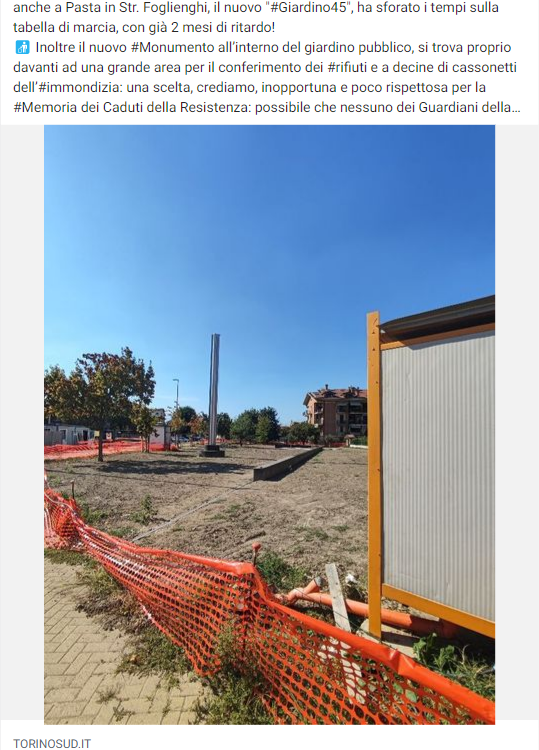 anche a Pasta in Str. Foglienghi, il nuovo "#Giardino45", ha sforato i tempi sulla
tabella di marcia, con già 2 mesi di ritardo!
🚮 Inoltre il nuovo #Monumento all'interno del giardino pubblico, si trova proprio
davanti ad una grande area per il conferimento dei #rifiuti e a decine di cassonetti
dell'#immondizia: una scelta, crediamo, inopportuna e poco rispettosa per la
#Memoria dei Caduti della Resistenza: possibile che nessuno dei Guardiani della...
TORINOSUD.IT